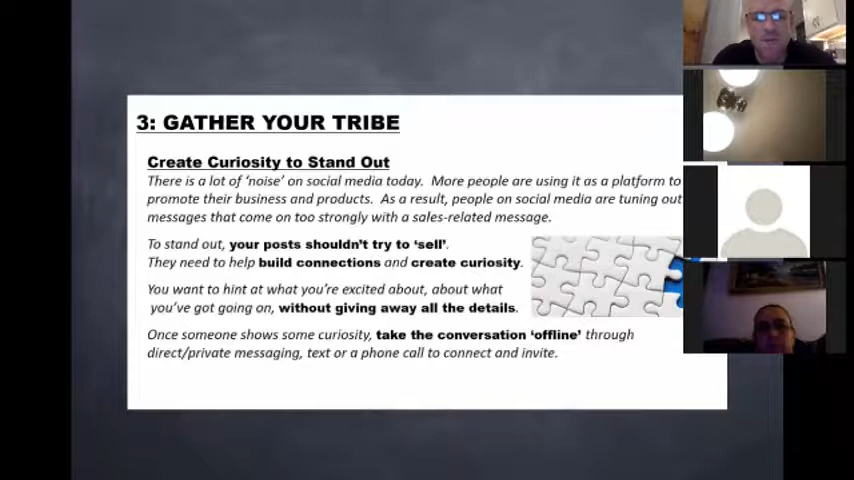 3: GATHER YOUR TRIBE
Create Curiosity to Stand Out
There is a lot of 'noise' on social media today.  More people are using it as a platform to
promote their business and products.  As a result, people on social media are tuning out
messages that come on too strongly with a sales-related message.
To stand out, your posts shouldn't try to 'sell'.
They need to help build connections and create curiosity.
You want to hint at what you're excited about, about what
you've got going on, without giving away all the details.
Once someone shows some curiosity, take the conversation 'offline' through
direct/private messaging, text or a phone call to connect and invite.